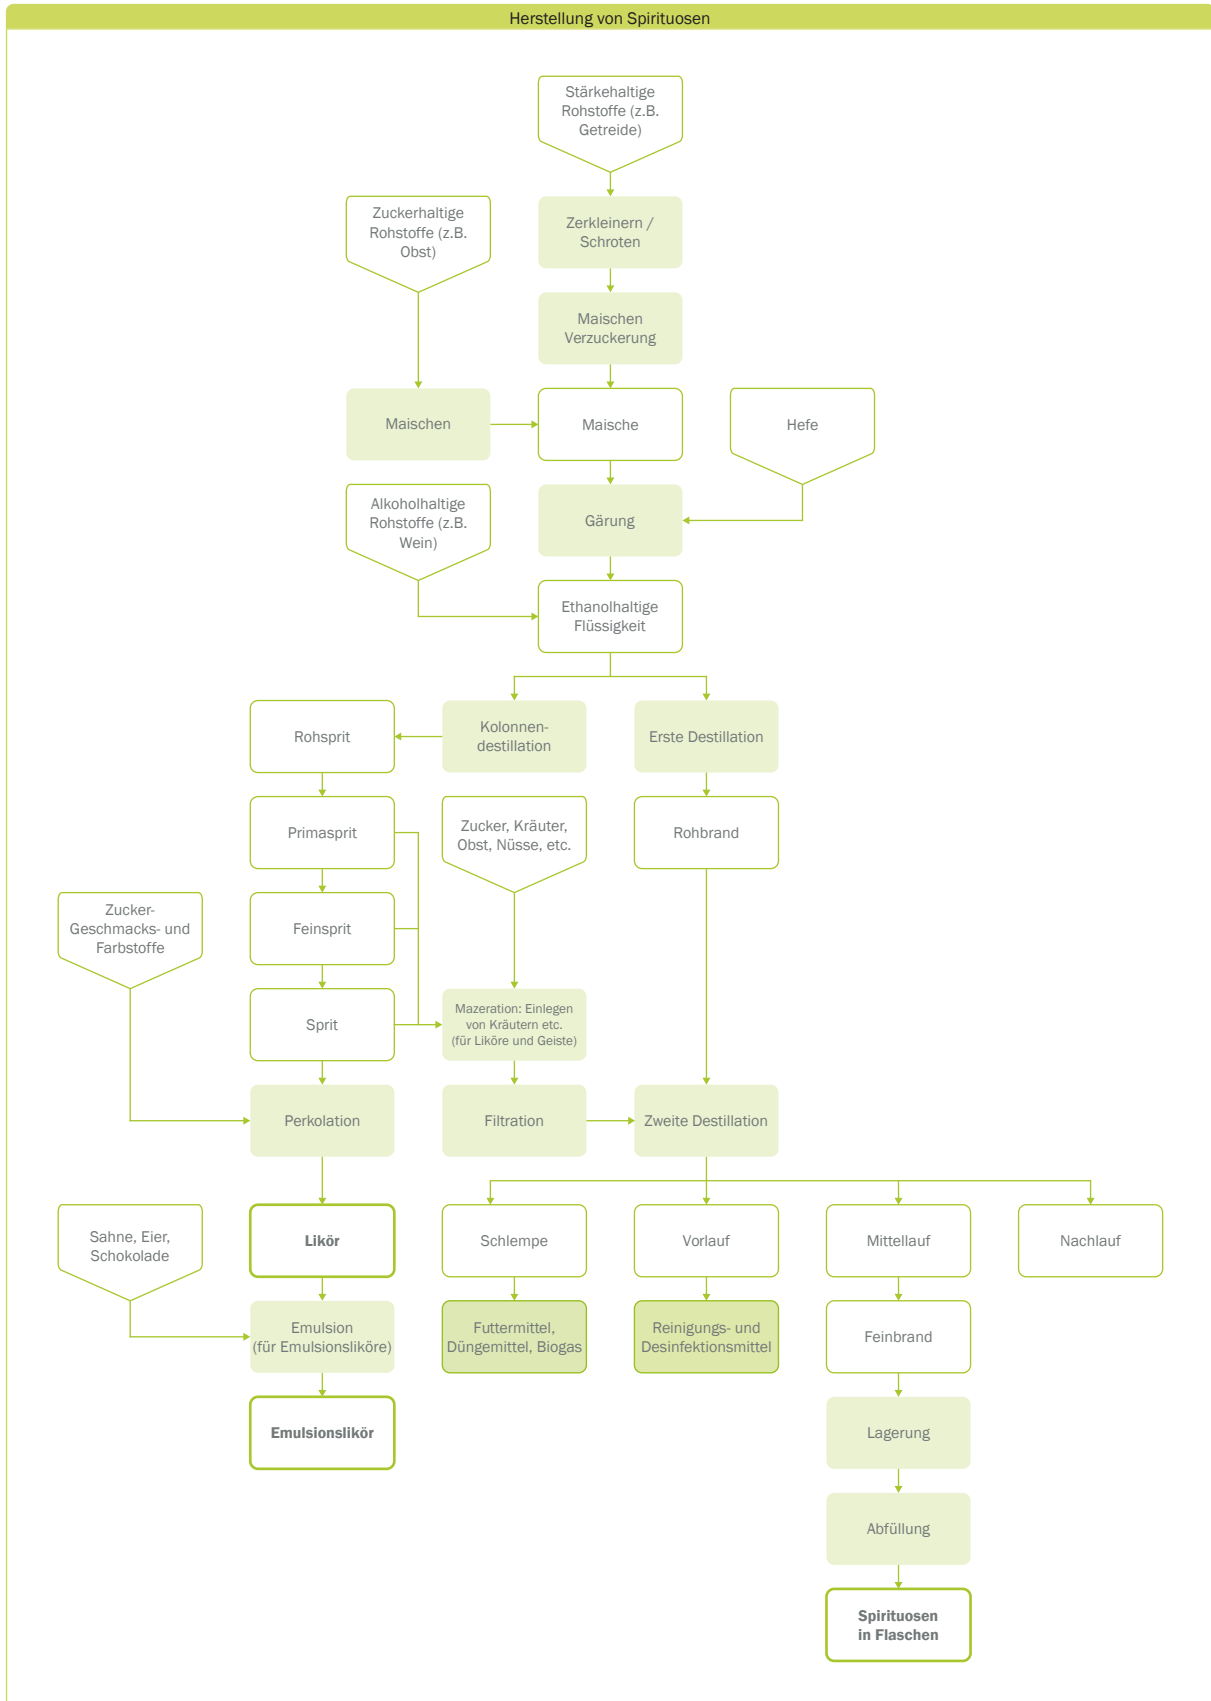 Herstellung von Spirituosen
Stärkehaltige
Rohstoffe (z.B.
Getreide)
Zuckerhaltige
Rohstoffe (z.B.
Obst)
Zerkleinern /
Schroten
Maischen
Verzuckerung
Maischen
Maische
Hefe
Alkoholhaltige
Rohstoffe (z.B.
Wein)
Gärung
Ethanolhaltige
Flüssigkeit
Rohsprit
Kolonnen-
destillation
Erste Destillation
Primasprit
Zucker, Kräuter,
Obst, Nüsse, etc.
Rohbrand
Zucker-
Geschmacks- und
Farbstoffe
Feinsprit
Sprit
Mazeration: Einlegen
von Kräutern etc.
(für Liköre und Geiste)
Perkolation
Filtration
Zweite Destillation
Sahne, Eier,
Schokolade
Likör
Schlempe
Vorlauf
Mittellauf
Nachlauf
Emulsion
(für Emulsionsliköre)
Futtermittel,
Düngemittel, Biogas
Reinigungs- und
Desinfektionsmittel
Feinbrand
Emulsionslikör
Lagerung
Abfüllung
Spirituosen
in Flaschen